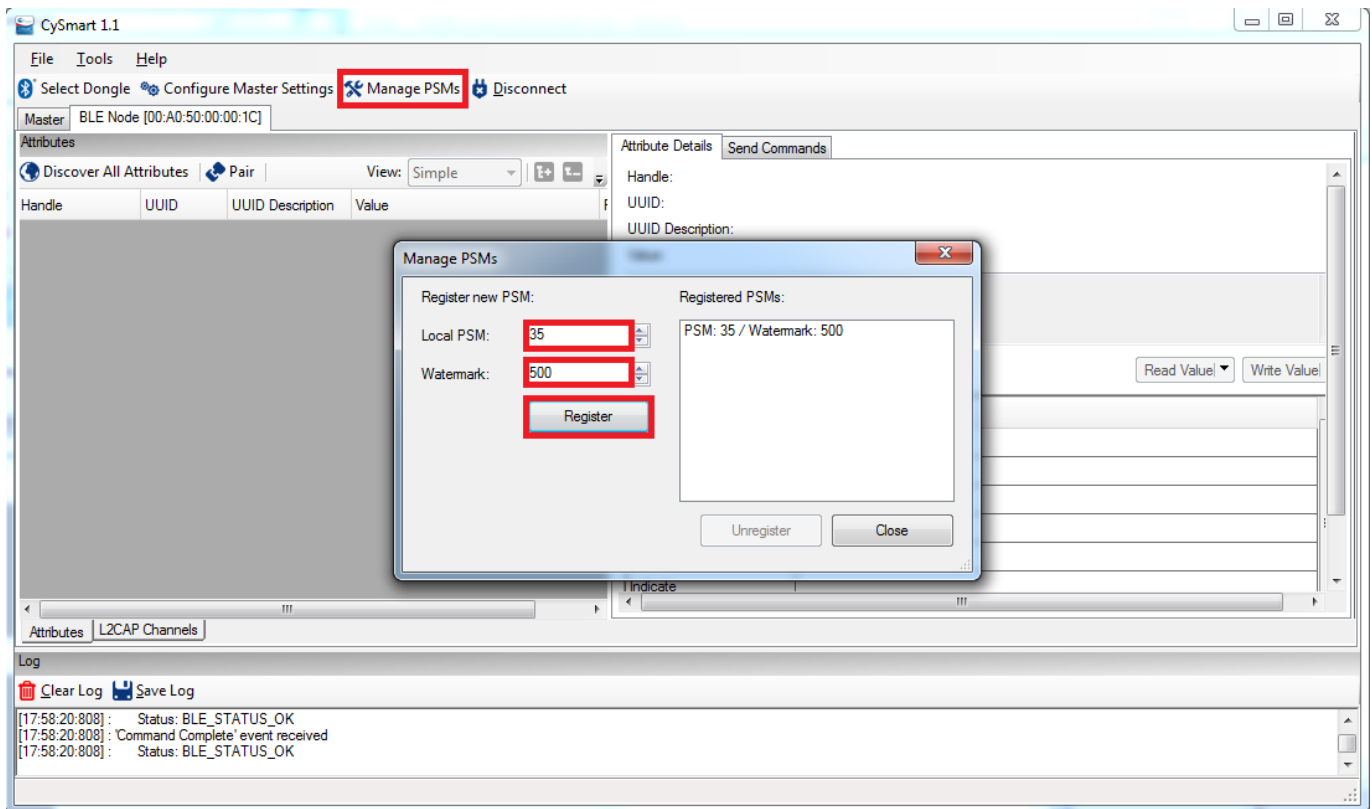 CySmart 1.1
File Tools Help
Select Dongle Configure Master Settings Manage PSMs Disconnect
Master BLE Node [00:A0:50:00:00:1C]
Attributes
Discover All Attributes Pair View: Simple
Handle UUID UUID Description Value
Attribute Details Send Commands
Handle:
UUID:
UUID Description:
Manage PSMs
Register new PSM:
Local PSM: 35
Watermark: 500
Register
Registered PSMs:
PSM: 35 / Watermark: 500
Unregister Close
Read Value Write Value
Indicate
Attributes L2CAP Channels
Log
Clear Log Save Log
[17:58:20:808] : Status: BLE_STATUS_OK
[17:58:20:808] : 'Command Complete' event received
[17:58:20:808] : Status: BLE_STATUS_OK